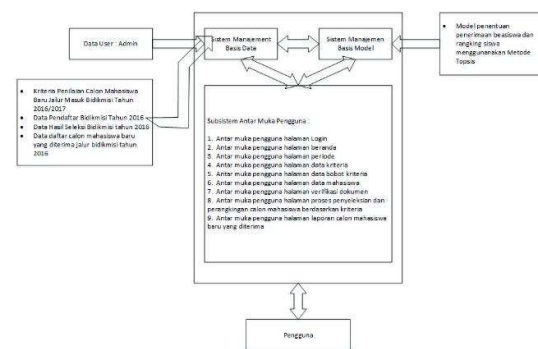 Data User : Admin
Sistem Manajement
Basis Date
Sistem Manajemen
Basis Model
• Model penentuan
penerimaan beasiswa dan
rangking siswa
menggunanakan Metode
Topsis
• Kriteria Penilaian Calon Mahasiswa
Baru Jalur Masuk Bidikmisi Tahun
2016/2017
• Data Pendaftar Bidikmisi Tahun 2016
• Data Hasil Seleksi Bidikmisi tahun 2016
• Data daftar calon mahasiswa baru
yang diterima jalur bidikmisi tahun
2016
Subsistem Antar Muka Pengguna :
1. Antar muka pengguna halaman Login
2. Antar muka pengguna halaman beranda
3. Antar muka pengguna periode
4. Antar muka pengguna halaman data kriteria
5. Antar muka pengguna halaman data bobot kriteria
6. Antar muka pengguna halaman data mahasiswa
7. Antar muka pengguna halaman verifikasi dokumen
8. Antar muka pengguna halaman proses penyeleksian dan
perangkingan calon mahasiswa berdasarkan kriteria
9. Antar muka pengguna halaman laporan calon mahasiswa
baru yang diterima
Pengguna